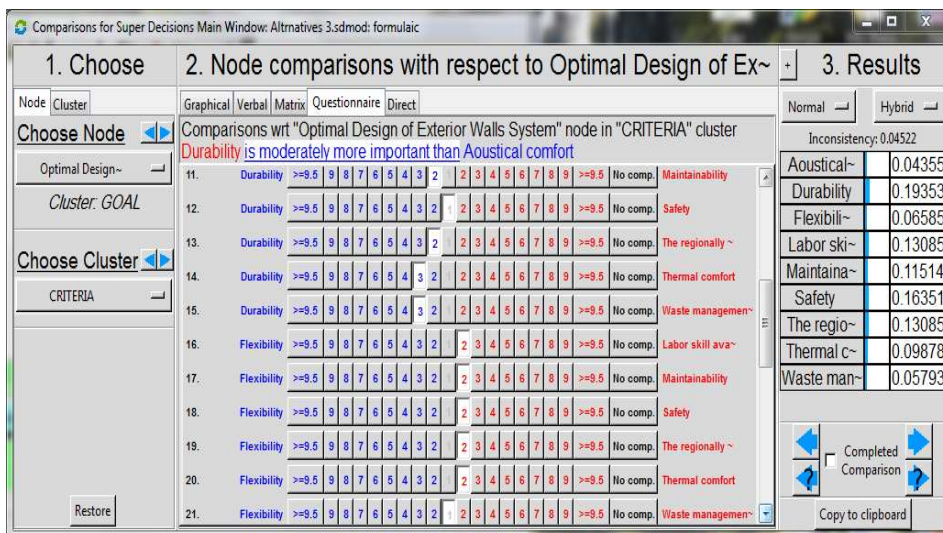 Comparisons for Super Decisions Main Window: Altrnatives 3.sdmod: formulaic
1. Choose
2. Node comparisons with respect to Optimal Design of Ex~
+
3. Results
Node Cluster
Graphical Verbal Matrix Questionnaire Direct
Normal
Hybrid
Choose Node
Optimal Design~
Cluster: GOAL
Choose Cluster
CRITERIA
Restore
Comparisons wrt "Optimal Design of Exterior Walls System" node in "CRITERIA" cluster
Durability is moderately more important than Aoustical comfort
11. Durability >=9.5 9 8 7 6 5 4 3 2 1 2 3 4 5 6 7 8 9 >=9.5 No comp. Maintainability
12. Durability >=9.5 9 8 7 6 5 4 3 2 1 2 3 4 5 6 7 8 9 >=9.5 No comp. Safety
13. Durability >=9.5 9 8 7 6 5 4 3 2 1 2 3 4 5 6 7 8 9 >=9.5 No comp. The regionally ~
14. Durability >=9.5 9 8 7 6 5 4 3 2 1 2 3 4 5 6 7 8 9 >=9.5 No comp. Thermal comfort
15. Durability >=9.5 9 8 7 6 5 4 3 2 1 2 3 4 5 6 7 8 9 >=9.5 No comp. Waste managemen~
16. Flexibility >=9.5 9 8 7 6 5 4 3 2 1 2 3 4 5 6 7 8 9 >=9.5 No comp. Labor skill ava~
17. Flexibility >=9.5 9 8 7 6 5 4 3 2 1 2 3 4 5 6 7 8 9 >=9.5 No comp. Maintainability
18. Flexibility >=9.5 9 8 7 6 5 4 3 2 1 2 3 4 5 6 7 8 9 >=9.5 No comp. Safety
19. Flexibility >=9.5 9 8 7 6 5 4 3 2 1 2 3 4 5 6 7 8 9 >=9.5 No comp. The regionally ~
20. Flexibility >=9.5 9 8 7 6 5 4 3 2 1 2 3 4 5 6 7 8 9 >=9.5 No comp. Thermal comfort
21. Flexibility >=9.5 9 8 7 6 5 4 3 2 1 2 3 4 5 6 7 8 9 >=9.5 No comp. Waste managemen~
Inconsistency: 0.04522
Aoustical~ 0.04355
Durability 0.19353
Flexibili~ 0.06585
Labor ski~ 0.13085
Maintaina~ 0.11514
Safety 0.16351
The regio~ 0.13085
Thermal c~ 0.09878
Waste man~ 0.05793
Completed
Comparison
? ?
Copy to clipboard